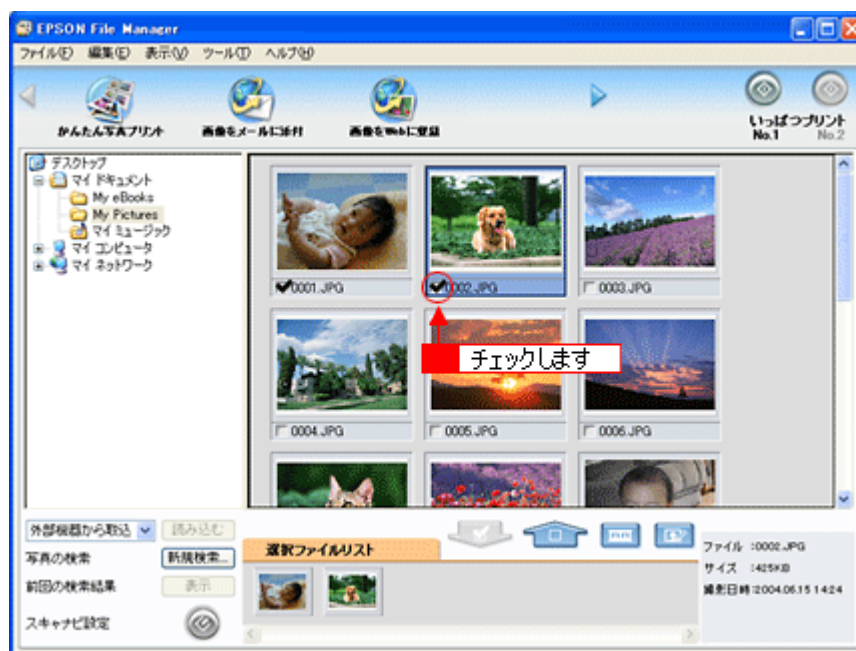 EPSON File Manager
ファイル(F) 編集(E) 表示(V) ツール(T) ヘルプ(H)
かんたん写真プリント 画像をメールに添付 画像をWebに登録 いっぱつプリント
No.1 No.2
デスクトップ
マイ ドキュメント
My eBooks
My Pictures
マイ ミュージック
マイ コンピュータ
マイ ネットワーク
0001.JPG 0002.JPG 0003.JPG
チェックします
0004.JPG 0005.JPG 0006.JPG
外部機器から取込 読み込む
写真の検索 新規検索...
前回の検索結果 表示
スキャナビ設定
選択ファイルリスト
ファイル :0002.JPG
サイズ :425KB
撮影日時:2004.06.15 14:24